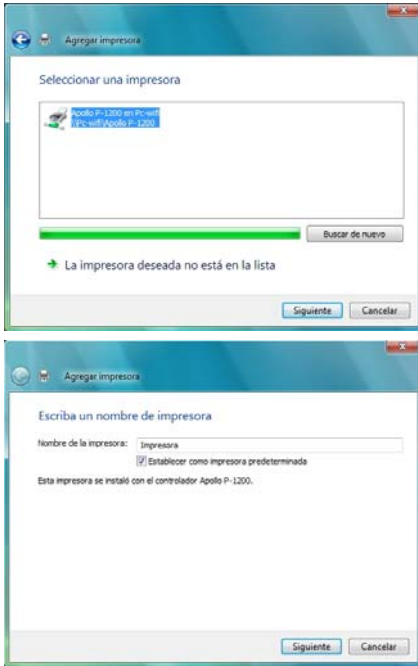 Agregar impresora
Seleccionar una impresora
Apollo P-1200 en Pc-wifi
\\Pc-wifi\Apollo P-1200
Buscar de nuevo
La impresora deseada no está en la lista
Siguiente Cancelar
Agregar impresora
Escriba un nombre de impresora
Nombre de la impresora: Impresora
Establecer como impresora predeterminada
Esta impresora se instaló con el controlador Apollo P-1200.
Siguiente Cancelar